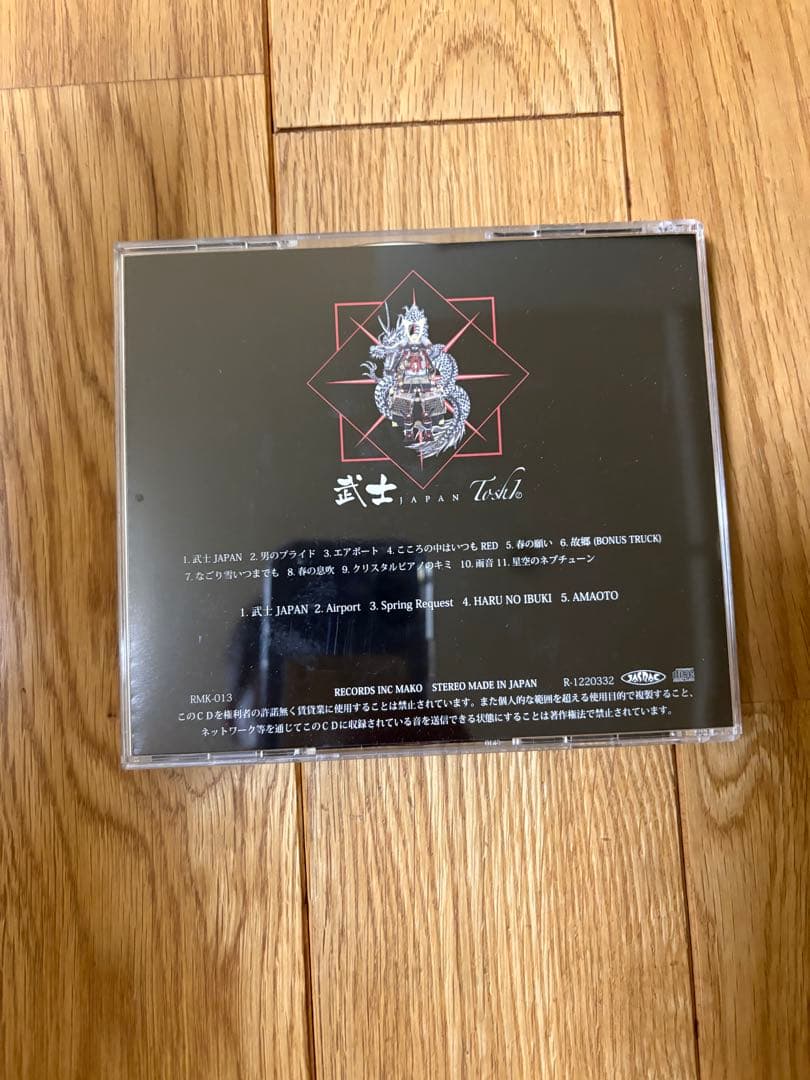 武士 JAPAN Toshl
1. 武士 JAPAN 2. 男のプライド 3. エアポート 4. こころの中はいつも RED 5. 春の願い 6. 故郷 (BONUS TRUCK)
7. なごり雪いつまでも 8. 春の息吹 9. クリスタルピアノのキミ 10. 雨音 11. 星空のネプチューン
1. 武士 JAPAN 2. Airport 3. Spring Request 4. HARU NO IBUKI 5. AMAOTO
RMK-013 RECORDS INC MAKO STEREO MADE IN JAPAN R-1220332 JASRAC
このCDを権利者の許諾無く賃貸業に使用することは禁止されています。また個人的な範囲を超える使用目的で複製すること、
ネットワーク等を通じてこのCDに収録されている音を送信できる状態にすることは著作権法で禁止されています。